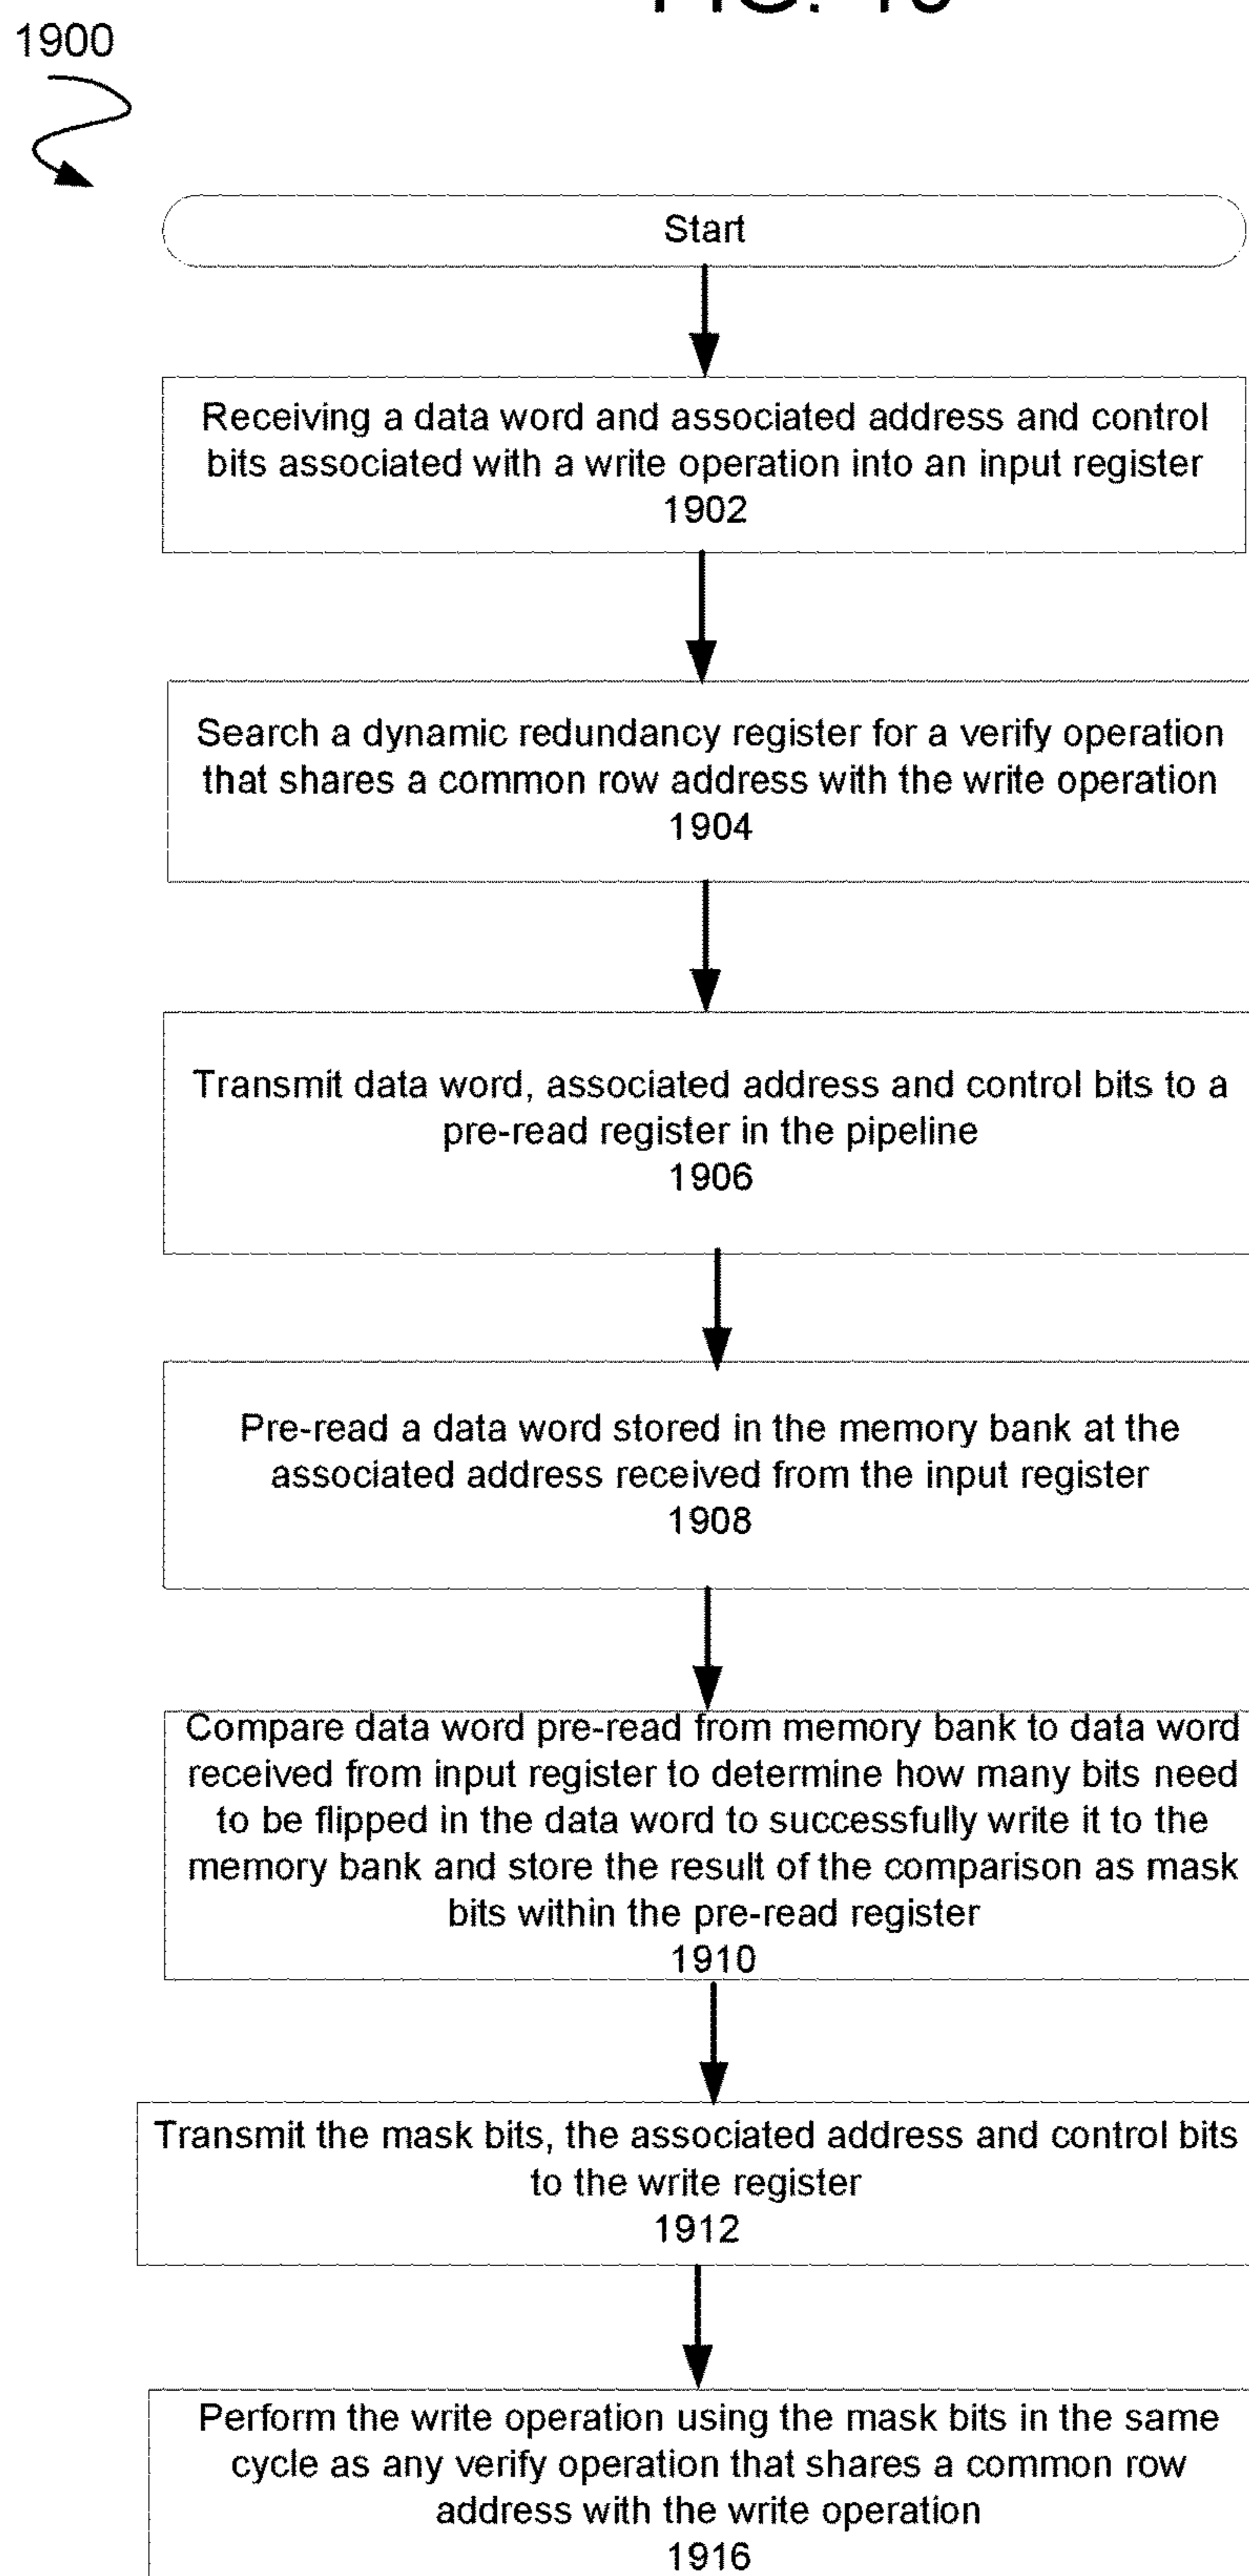 FIG. 19
1900
Start
Receiving a data word and associated address and control
bits associated with a write operation into an input register
1902
Search a dynamic redundancy register for a verify operation
that shares a common row address with the write operation
1904
Transmit data word, associated address and control bits to a
pre-read register in the pipeline
1906
Pre-read a data word stored in the memory bank at the
associated address received from the input register
1908
Compare data word pre-read from memory bank to data word
received from input register to determine how many bits need
to be flipped in the data word to successfully write it to the
memory bank and store the result of the comparison as mask
bits within the pre-read register
1910
Transmit the mask bits, the associated address and control bits
to the write register
1912
Perform the write operation using the mask bits in the same
cycle as any verify operation that shares a common row
address with the write operation
1916